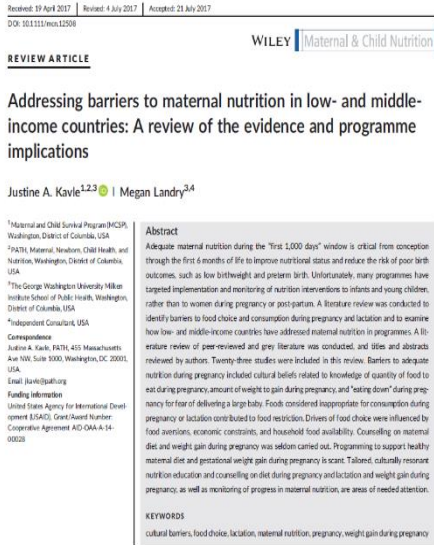 Received: 19 April 2017 | Revised: 4 July 2017 | Accepted: 21 July 2017
DOI: 10.1111/mcn.12508
WILEY Maternal & Child Nutrition
REVIEW ARTICLE
Addressing barriers to maternal nutrition in low- and middle-
income countries: A review of the evidence and programme
implications
Justine A. Kavle1,2,3 | Megan Landry3,4
1Maternal and Child Survival Program (MCSP),
Washington, District of Columbia, USA
2PATH, Maternal, Newborn, Child Health, and
Nutrition, Washington, District of Columbia,
USA
3The George Washington University Milken
Institute School of Public Health, Washington,
District of Columbia, USA
4Independent Consultant, USA
Correspondence
Justine A. Kavle, PATH, 455 Massachusetts
Ave NW, Suite 1000, Washington, DC 20001,
USA.
Email: jkavle@path.org
Funding information
United States Agency for International Devel-
opment (USAID), Grant/Award Number:
Cooperative Agreement AID-OAA-A-14-
00028
Abstract
Adequate maternal nutrition during the "first 1,000 days" window is critical from conception
through the first 6 months of life to improve nutritional status and reduce the risk of poor birth
outcomes, such as low birthweight and preterm birth. Unfortunately, many programmes have
targeted implementation and monitoring of nutrition interventions to infants and young children,
rather than to women during pregnancy or post-partum. A literature review was conducted to
identify barriers to food choice and consumption during pregnancy and lactation and to examine
how low- and middle-income countries have addressed maternal nutrition in programmes. A lit-
erature review of peer-reviewed and grey literature was conducted, and titles and abstracts
reviewed by authors. Twenty-three studies were included in this review. Barriers to adequate
nutrition during pregnancy included cultural beliefs related to knowledge of quantity of food to
eat during pregnancy, amount of weight to gain during pregnancy, and "eating down" during preg-
nancy for fear of delivering a large baby. Foods considered inappropriate for consumption during
pregnancy or lactation contributed to food restriction. Drivers of food choice were influenced by
food aversions, economic constraints, and household food availability. Counselling on maternal
diet and weight gain during pregnancy was seldom carried out. Programming to support healthy
maternal diet and gestational weight gain during pregnancy is scant. Tailored, culturally resonant
nutrition education and counselling on diet during pregnancy and lactation and weight gain during
pregnancy, as well as monitoring of progress in maternal nutrition, are areas of needed attention.
KEYWORDS
cultural barriers, food choice, lactation, maternal nutrition, pregnancy, weight gain during pregnancy